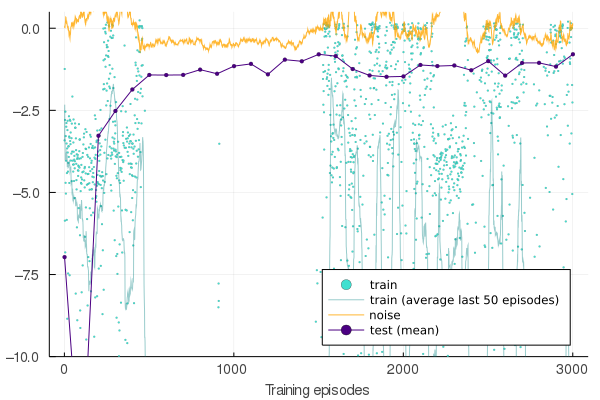 0.0
−2.5
−5.0
−7.5
−10.0
0
1000
2000
3000
Training episodes
train
train (average last 50 episodes)
noise
test (mean)